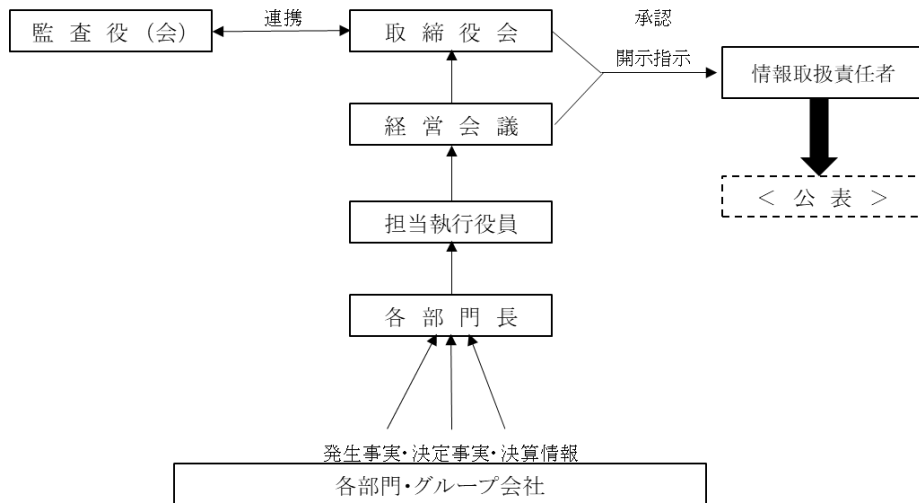 監査役(会)
連携
取締役会
承認
開示指示
情報取扱責任者
経営会議
<公表>
担当執行役員
各部門長
発生事実・決定事実・決算情報
各部門・グループ会社